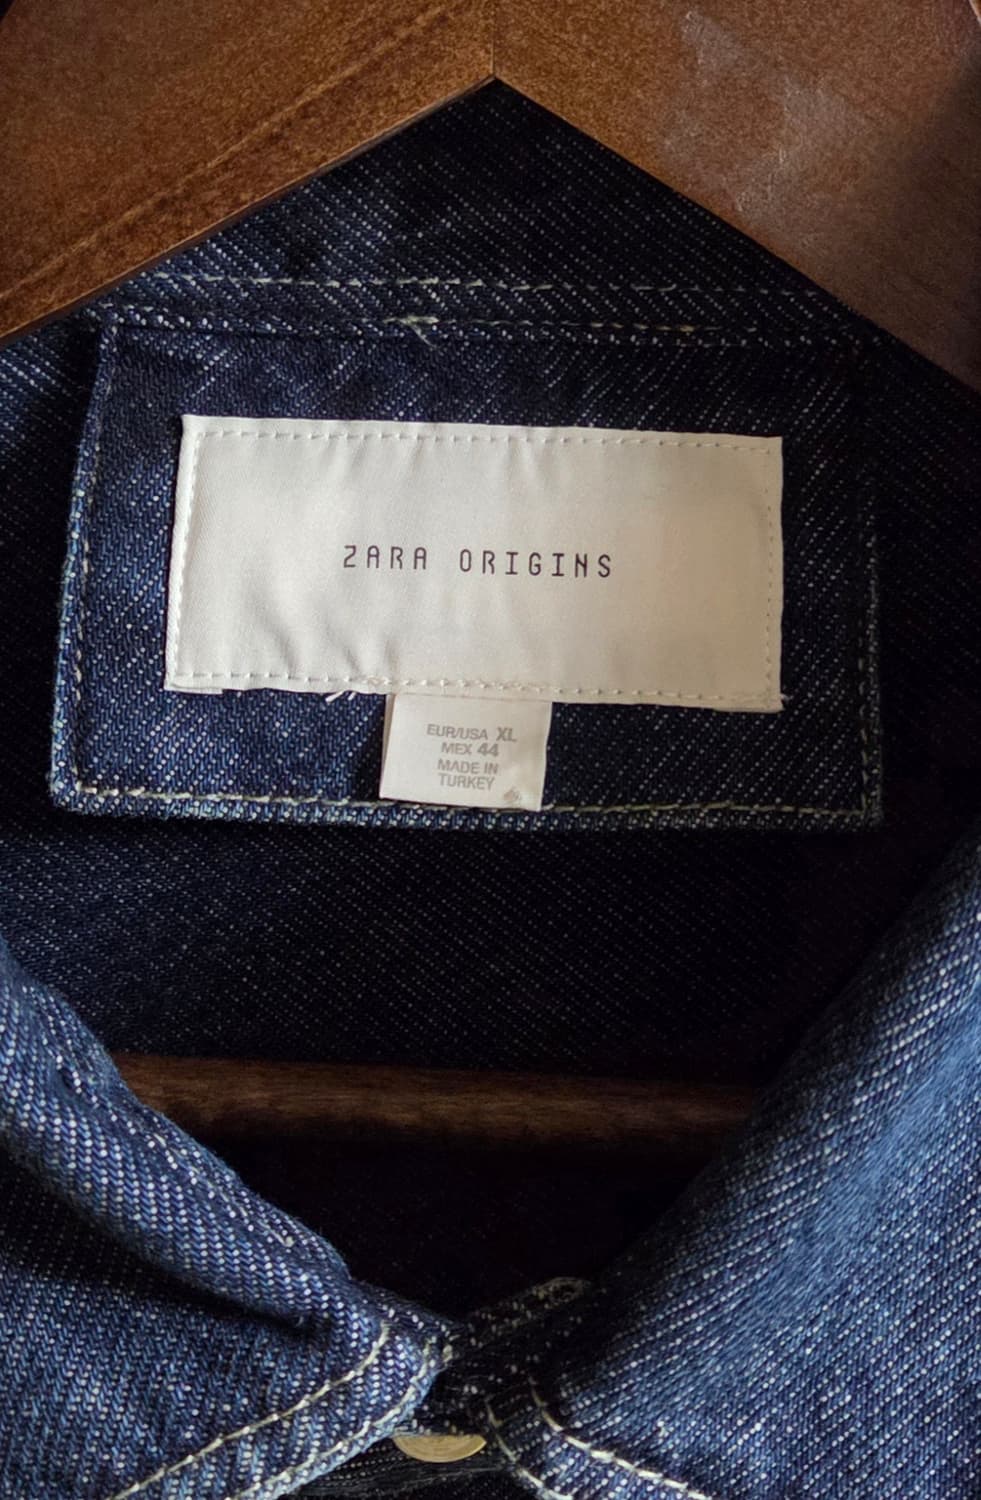 ZARA ORIGINS
EUR/USA XL
MEX 44
MADE IN
TURKEY